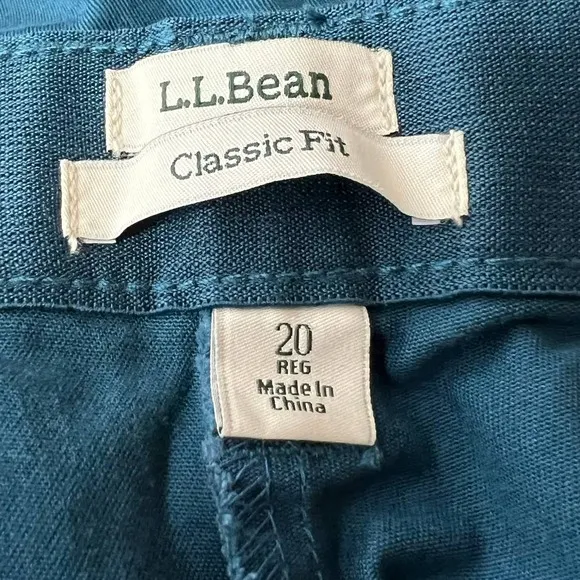 L.L.Bean
Classic Fit
20
REG
Made In
China